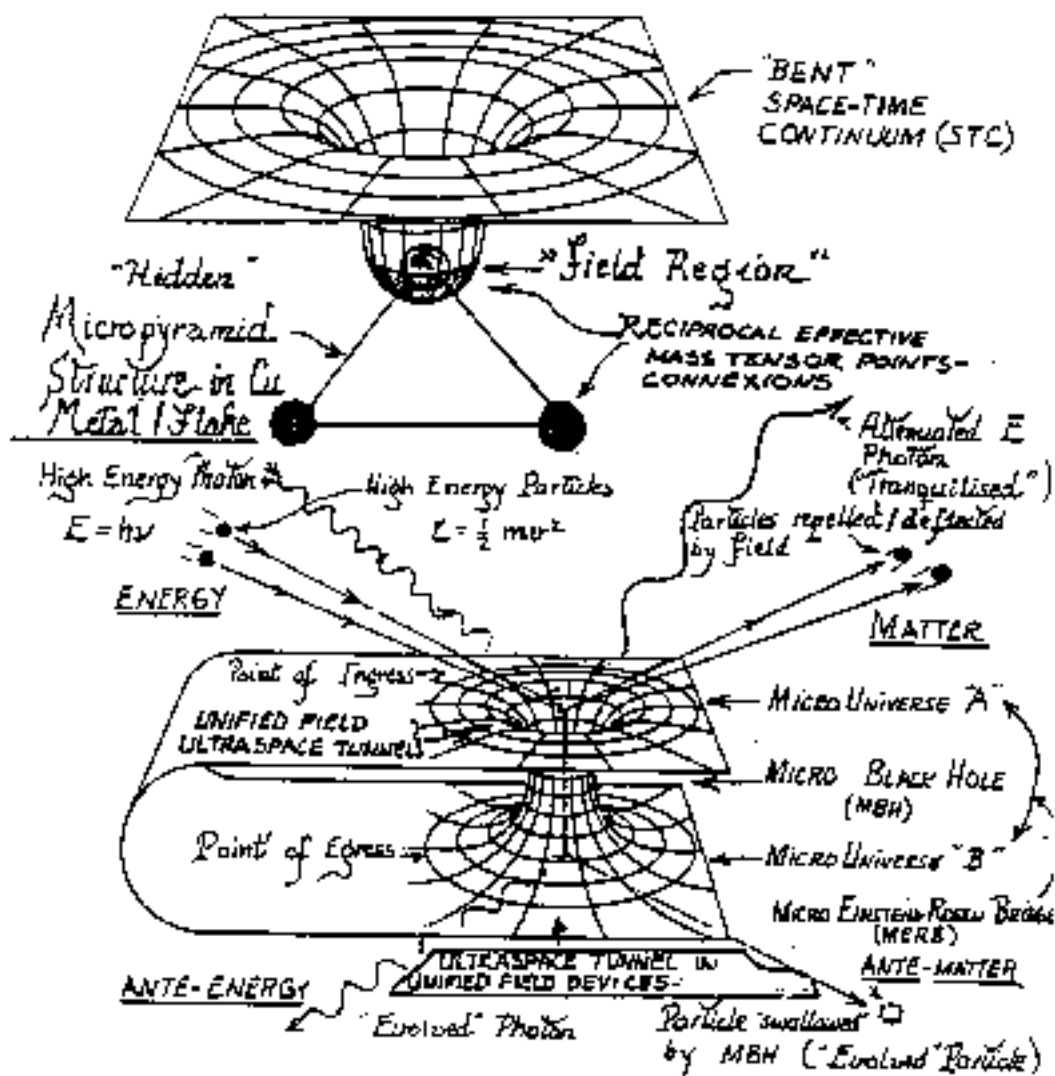 "BENT"
SPACE-TIME
CONTINUUM (STC)
"Hidden"
"Field Region"
Micropyramid
Structure in Cu
Metal / Flake
RECIPROCAL EFFECTIVE
MASS TENSOR POINTS-
CONNEXIONS
High Energy Photon
E = hν
High Energy Particles
E = 1/2 mv²
Attenuated E
Photon
("Tranquilised")
Particles repelled / deflected
by field
ENERGY
MATTER
Point of Ingress
UNIFIED FIELD
ULTRASPACE TUNNEL
MICRO UNIVERSE "A"
MICRO BLACK HOLE
(MBH)
Point of Egress
MICRO UNIVERSE "B"
MICRO EINSTEIN-ROSEN BRIDGE
(MERB)
ULTRASPACE TUNNEL IN
UNIFIED FIELD DEVICES-
ANTE-ENERGY
ANTE-MATTER
"Evolved" Photon
Particle "swallowed"
by MBH ("Evolved" Particle)